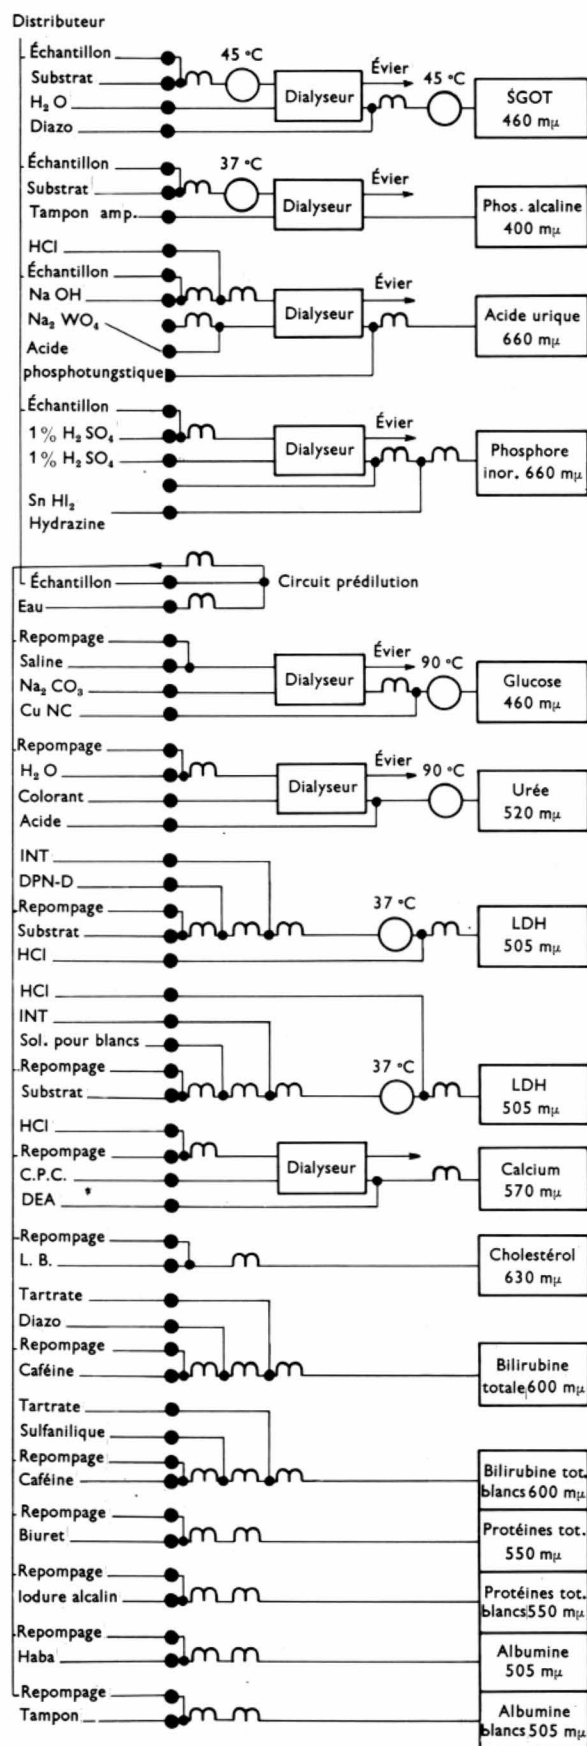 Distributeur
Échantillon
45 °C
Évier
45 °C
Substrat
Dialyseur
H₂ O
Diazo
SGOT
460 mμ
Échantillon
37 °C
Évier
Substrat
Dialyseur
Tampon amp.
Phos. alcaline
400 mμ
HCl
Échantillon
Évier
Na OH
Dialyseur
Na₂ WO₄
Acide
phosphotungstique
Acide urique
660 mμ
Échantillon
Évier
1% H₂ SO₄
Dialyseur
1% H₂ SO₄
Sn Hl₂
Hydrazine
Phosphore
inor. 660 mμ
Échantillon
Circuit prédilution
Eau
Repompage
Évier
90 °C
Saline
Dialyseur
Na₂ CO₃
Cu NC
Glucose
460 mμ
Repompage
Évier
90 °C
H₂ O
Dialyseur
Colorant
Acide
Urée
520 mμ
INT
DPN-D
Repompage
37 °C
Substrat
HCl
LDH
505 mμ
HCl
INT
Sol. pour blancs
Repompage
37 °C
Substrat
LDH
505 mμ
HCl
Repompage
Dialyseur
C.P.C.
DEA *
Calcium
570 mμ
Repompage
L. B.
Cholestérol
630 mμ
Tartrate
Diazo
Repompage
Caféine
Bilirubine
totale 600 mμ
Tartrate
Sulfanilique
Repompage
Caféine
Bilirubine tot.
blancs 600 mμ
Repompage
Biuret
Protéines tot.
550 mμ
Repompage
Iodure alcalin
Protéines tot.
blancs 550 mμ
Repompage
Haba
Albumine
505 mμ
Repompage
Tampon
Albumine
blancs 505 mμ